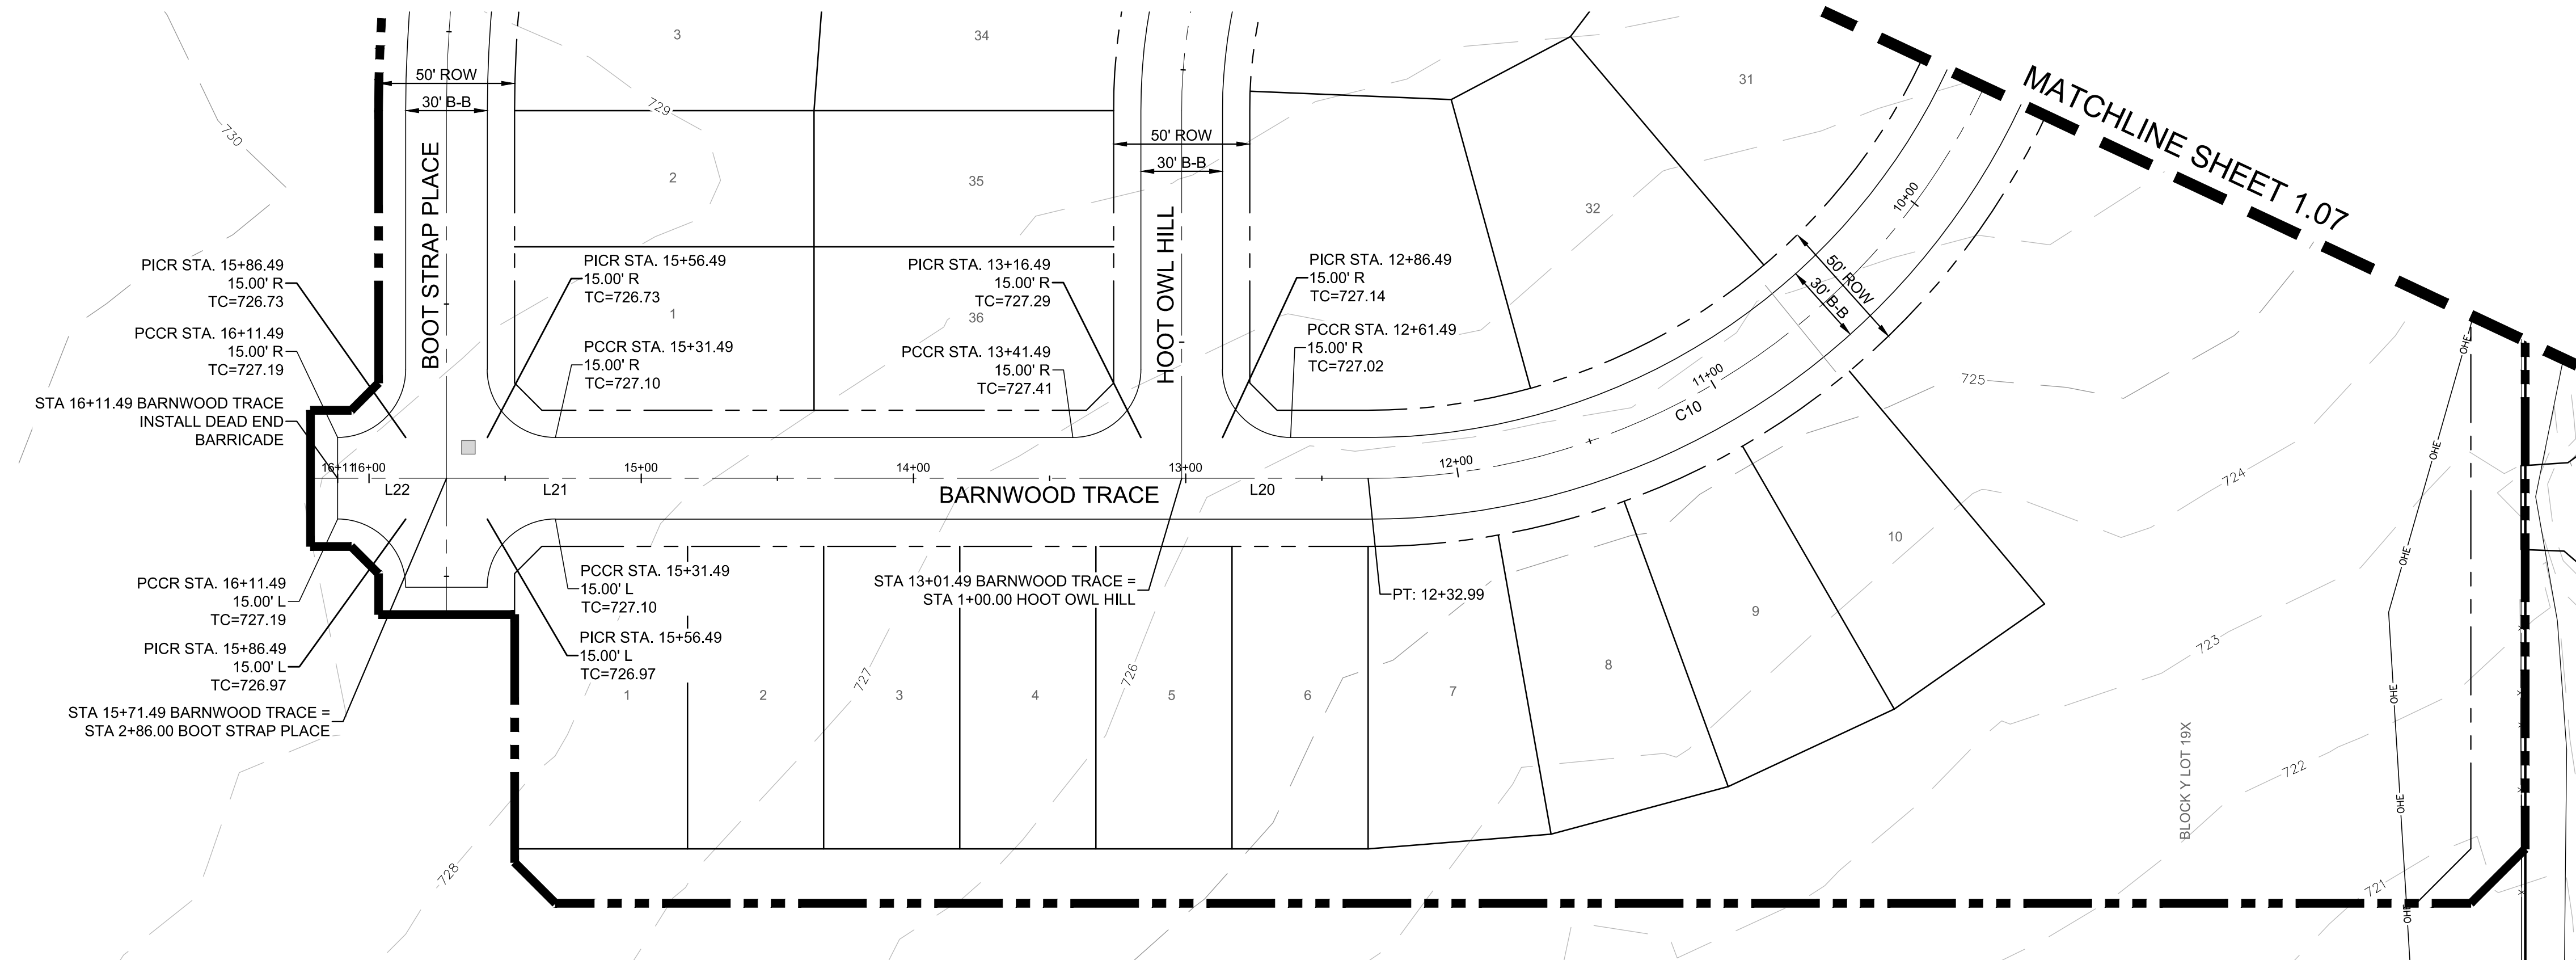 MATCHLINE SHEET 1.07
730
729
50' ROW
30' B-B
BOOT STRAP PLACE
3
34
2
35
1
36
50' ROW
30' B-B
HOOT OWL HILL
31
32
10+00
50' ROW
30' B-B
11+00
C10
12+00
725
724
723
722
721
PICR STA. 15+86.49
15.00' R
TC=726.73
PCCR STA. 16+11.49
15.00' R
TC=727.19
STA 16+11.49 BARNWOOD TRACE
INSTALL DEAD END
BARRICADE
PICR STA. 15+56.49
15.00' R
TC=726.73
PCCR STA. 15+31.49
15.00' R
TC=727.10
PICR STA. 13+16.49
15.00' R
TC=727.29
PCCR STA. 13+41.49
15.00' R
TC=727.41
PICR STA. 12+86.49
15.00' R
TC=727.14
PCCR STA. 12+61.49
15.00' R
TC=727.02
16+11
16+00
15+00
14+00
13+00
L22
L21
BARNWOOD TRACE
L20
PCCR STA. 16+11.49
15.00' L
TC=727.19
PICR STA. 15+86.49
15.00' L
TC=726.97
STA 15+71.49 BARNWOOD TRACE =
STA 2+86.00 BOOT STRAP PLACE
PCCR STA. 15+31.49
15.00' L
TC=727.10
PICR STA. 15+56.49
15.00' L
TC=726.97
STA 13+01.49 BARNWOOD TRACE =
STA 1+00.00 HOOT OWL HILL
PT: 12+32.99
1
2
3
4
5
6
7
8
9
10
728
727
726
BLOCK Y LOT 19X
OHE
OHE
OHE
OHE
OHE
OHE